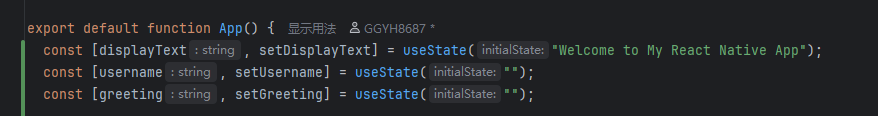 export default function App() { 显示用法 GGYH8687 *
const [displayText : string , setDisplayText] = useState( initialState: "Welcome to My React Native App");
const [username : string , setUsername] = useState( initialState: "");
const [greeting : string , setGreeting] = useState( initialState: "");